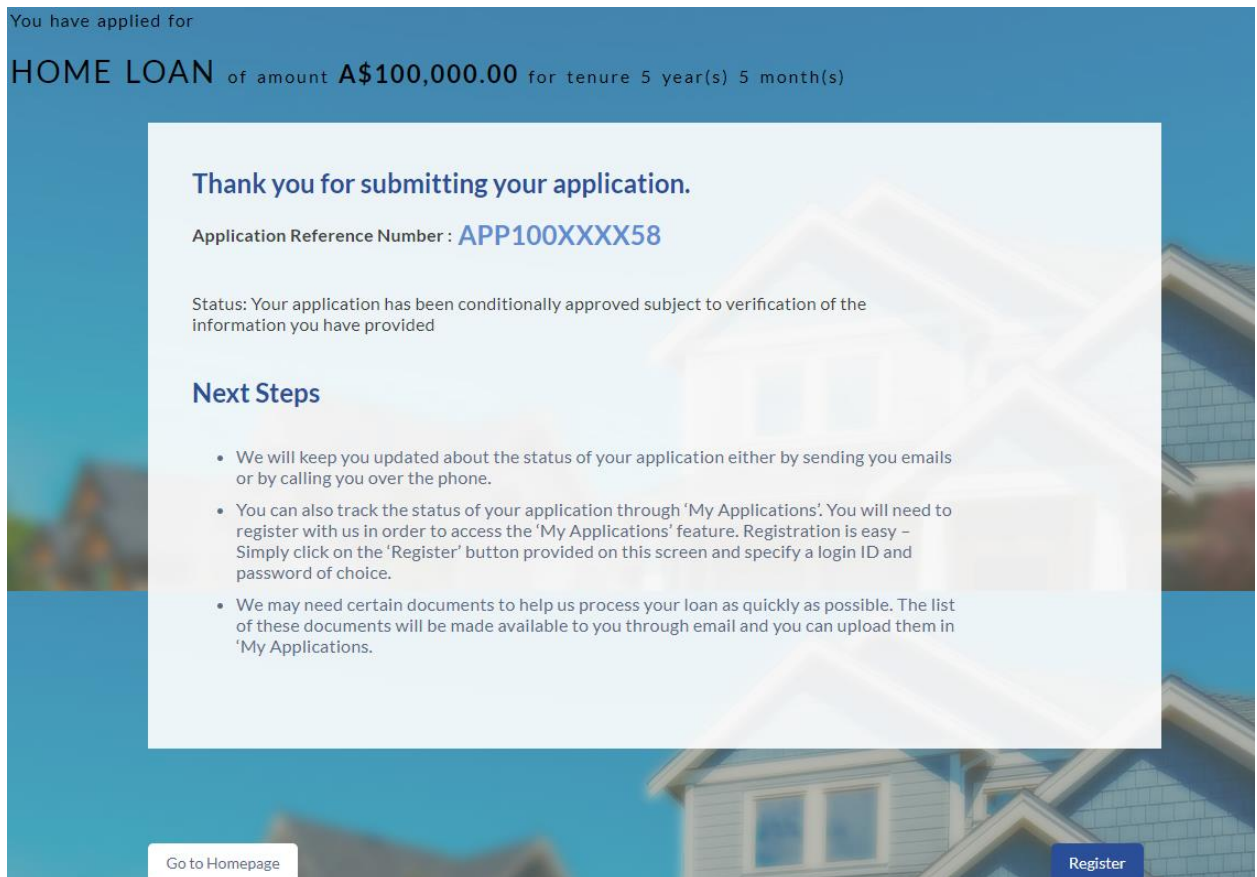 You have applied for
HOME LOAN of amount A$100,000.00 for tenure 5 year(s) 5 month(s)
Thank you for submitting your application.
Application Reference Number : APP100XXXX58
Status: Your application has been conditionally approved subject to verification of the
information you have provided
Next Steps
• We will keep you updated about the status of your application either by sending you emails
or by calling you over the phone.
• You can also track the status of your application through ‘My Applications’. You will need to
register with us in order to access the ‘My Applications’ feature. Registration is easy –
Simply click on the ‘Register’ button provided on this screen and specify a login ID and
password of choice.
• We may need certain documents to help us process your loan as quickly as possible. The list
of these documents will be made available to you through email and you can upload them in
‘My Applications.
Go to Homepage
Register